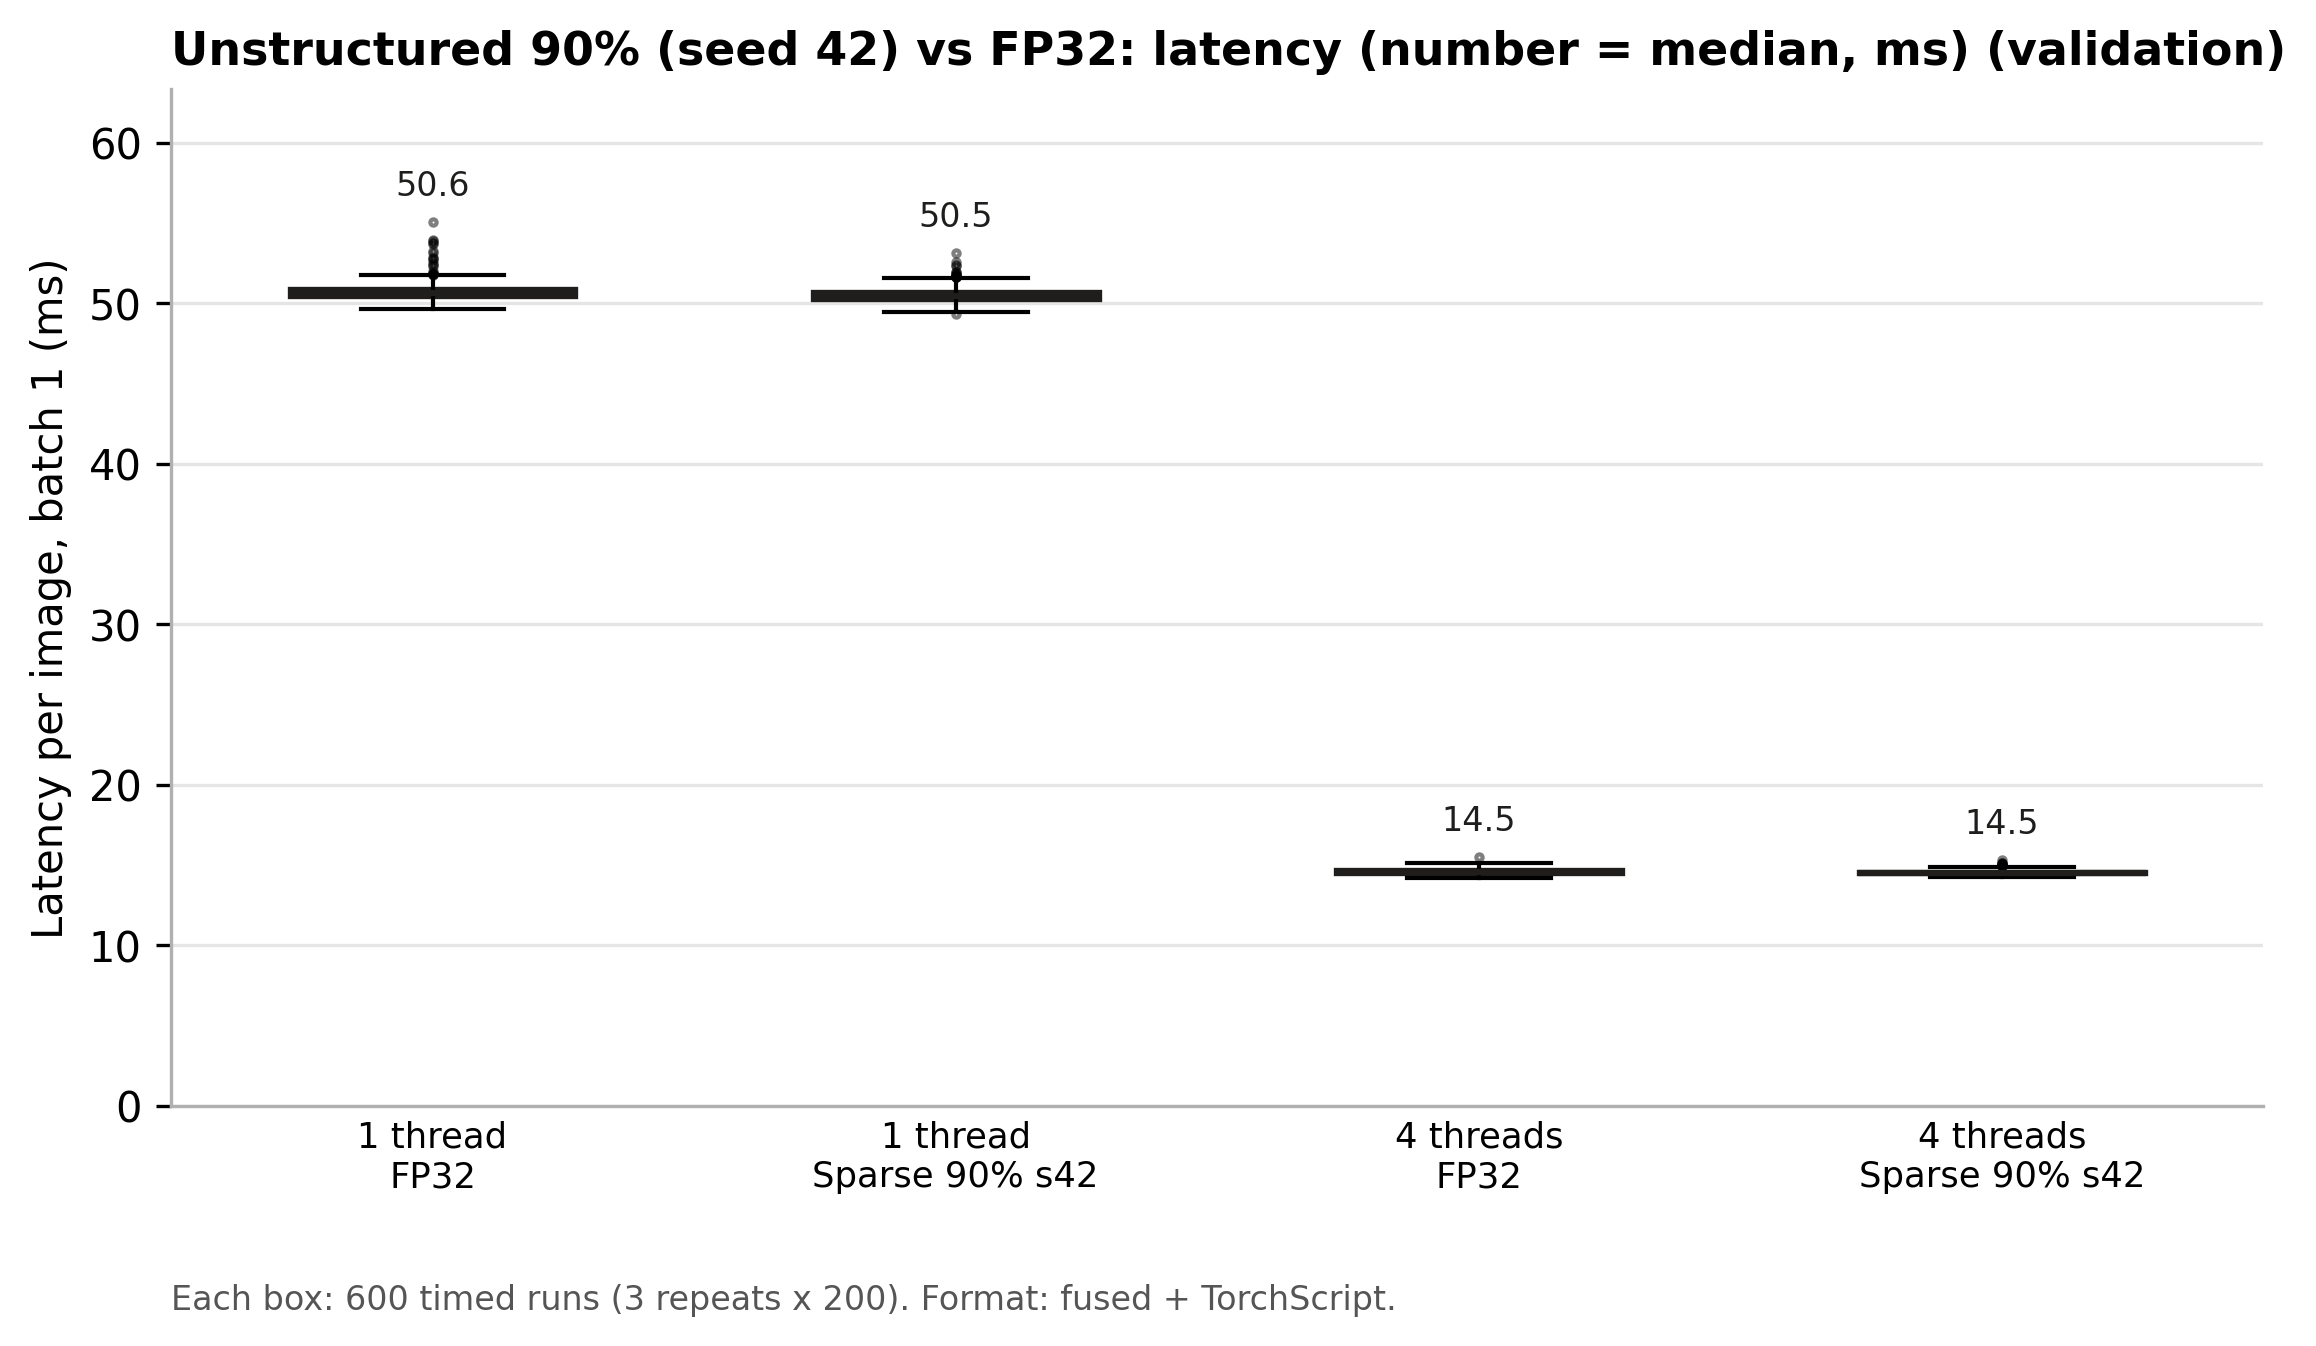 Unstructured 90% (seed 42) vs FP32: latency (number = median, ms) (validation)
Latency per image, batch 1 (ms)
60
50
40
30
20
10
0
50.6
50.5
14.5
14.5
1 thread
FP32
1 thread
Sparse 90% s42
4 threads
FP32
4 threads
Sparse 90% s42
Each box: 600 timed runs (3 repeats x 200). Format: fused + TorchScript.